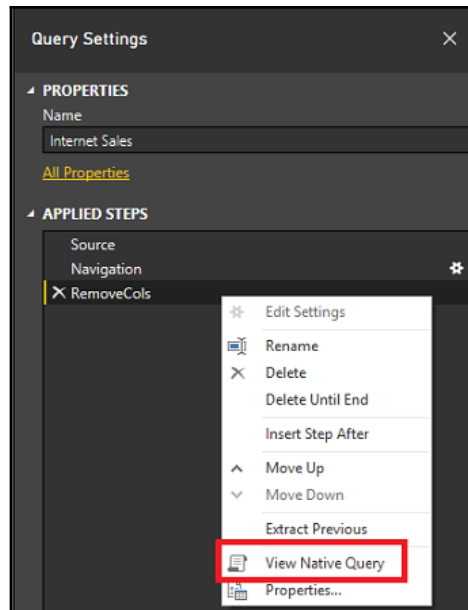 Query Settings
PROPERTIES
Name
Internet Sales
All Properties
APPLIED STEPS
Source
Navigation
RemoveCols
Edit Settings
Rename
Delete
Delete Until End
Insert Step After
Move Up
Move Down
Extract Previous
View Native Query
Properties...